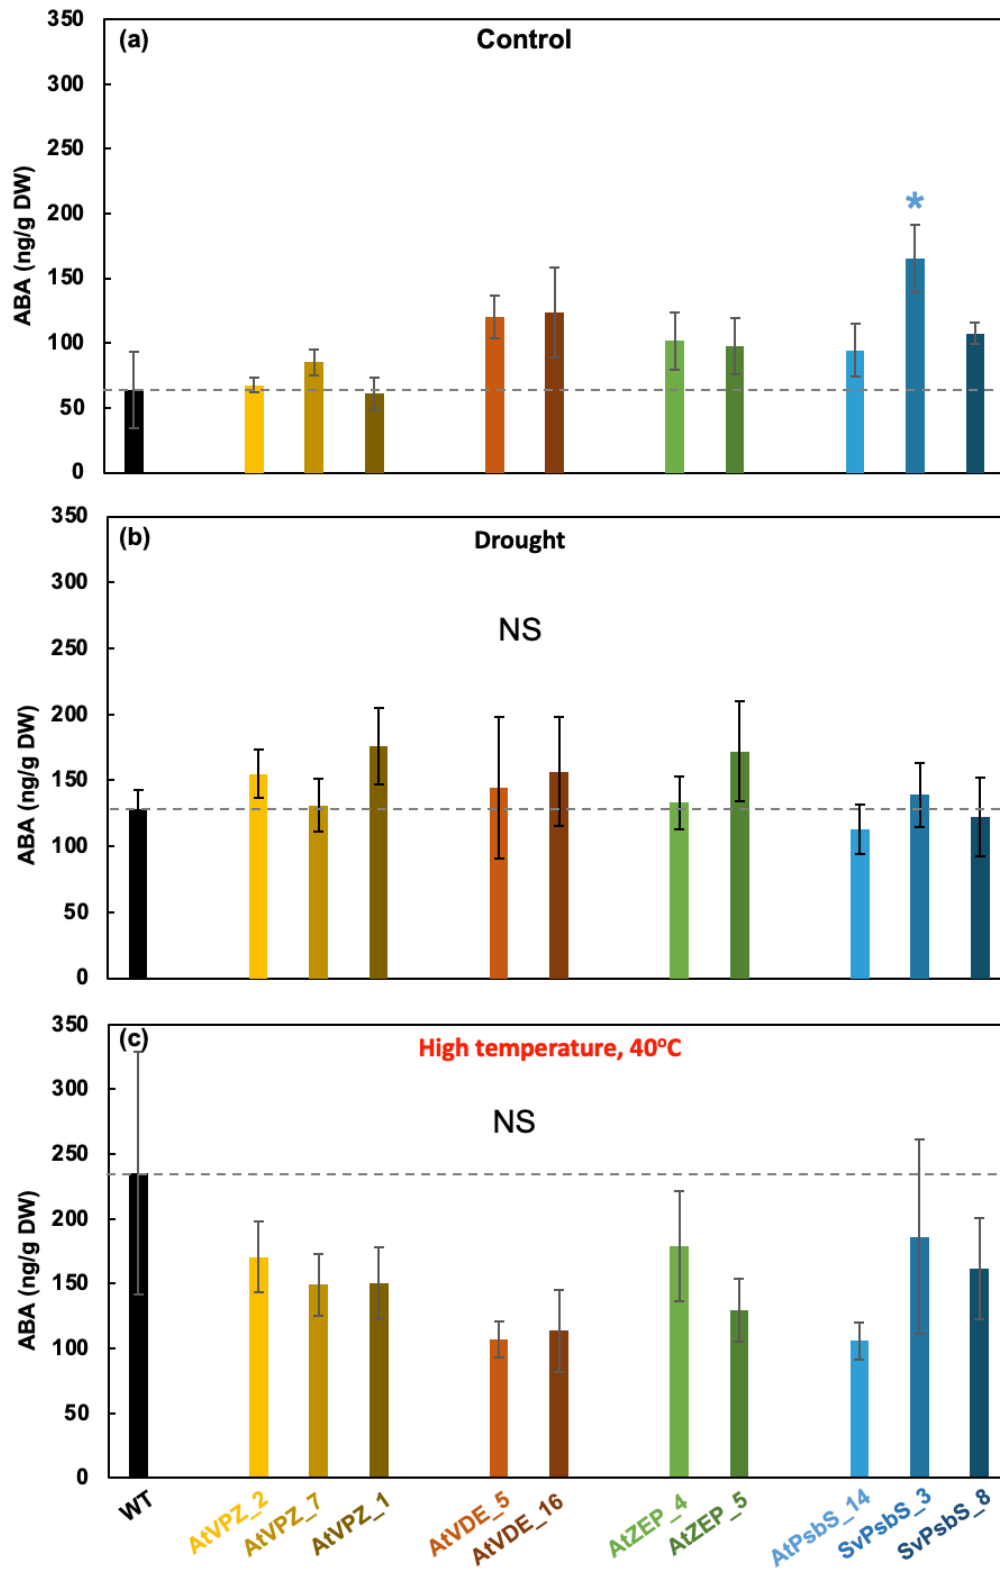 (a)
Control
ABA (ng/g DW)
350
300
250
200
150
100
50
0
*
(b)
Drought
NS
ABA (ng/g DW)
350
300
250
200
150
100
50
0
(c)
High temperature, 40°C
NS
ABA (ng/g DW)
350
300
250
200
150
100
50
0
WT
AtVPZ_2
AtVPZ_7
AtVPZ_1
AtVDE_5
AtVDE_16
AtZEP_4
AtZEP_5
AtPsbS_14
SvPsbS_3
SvPsbS_8